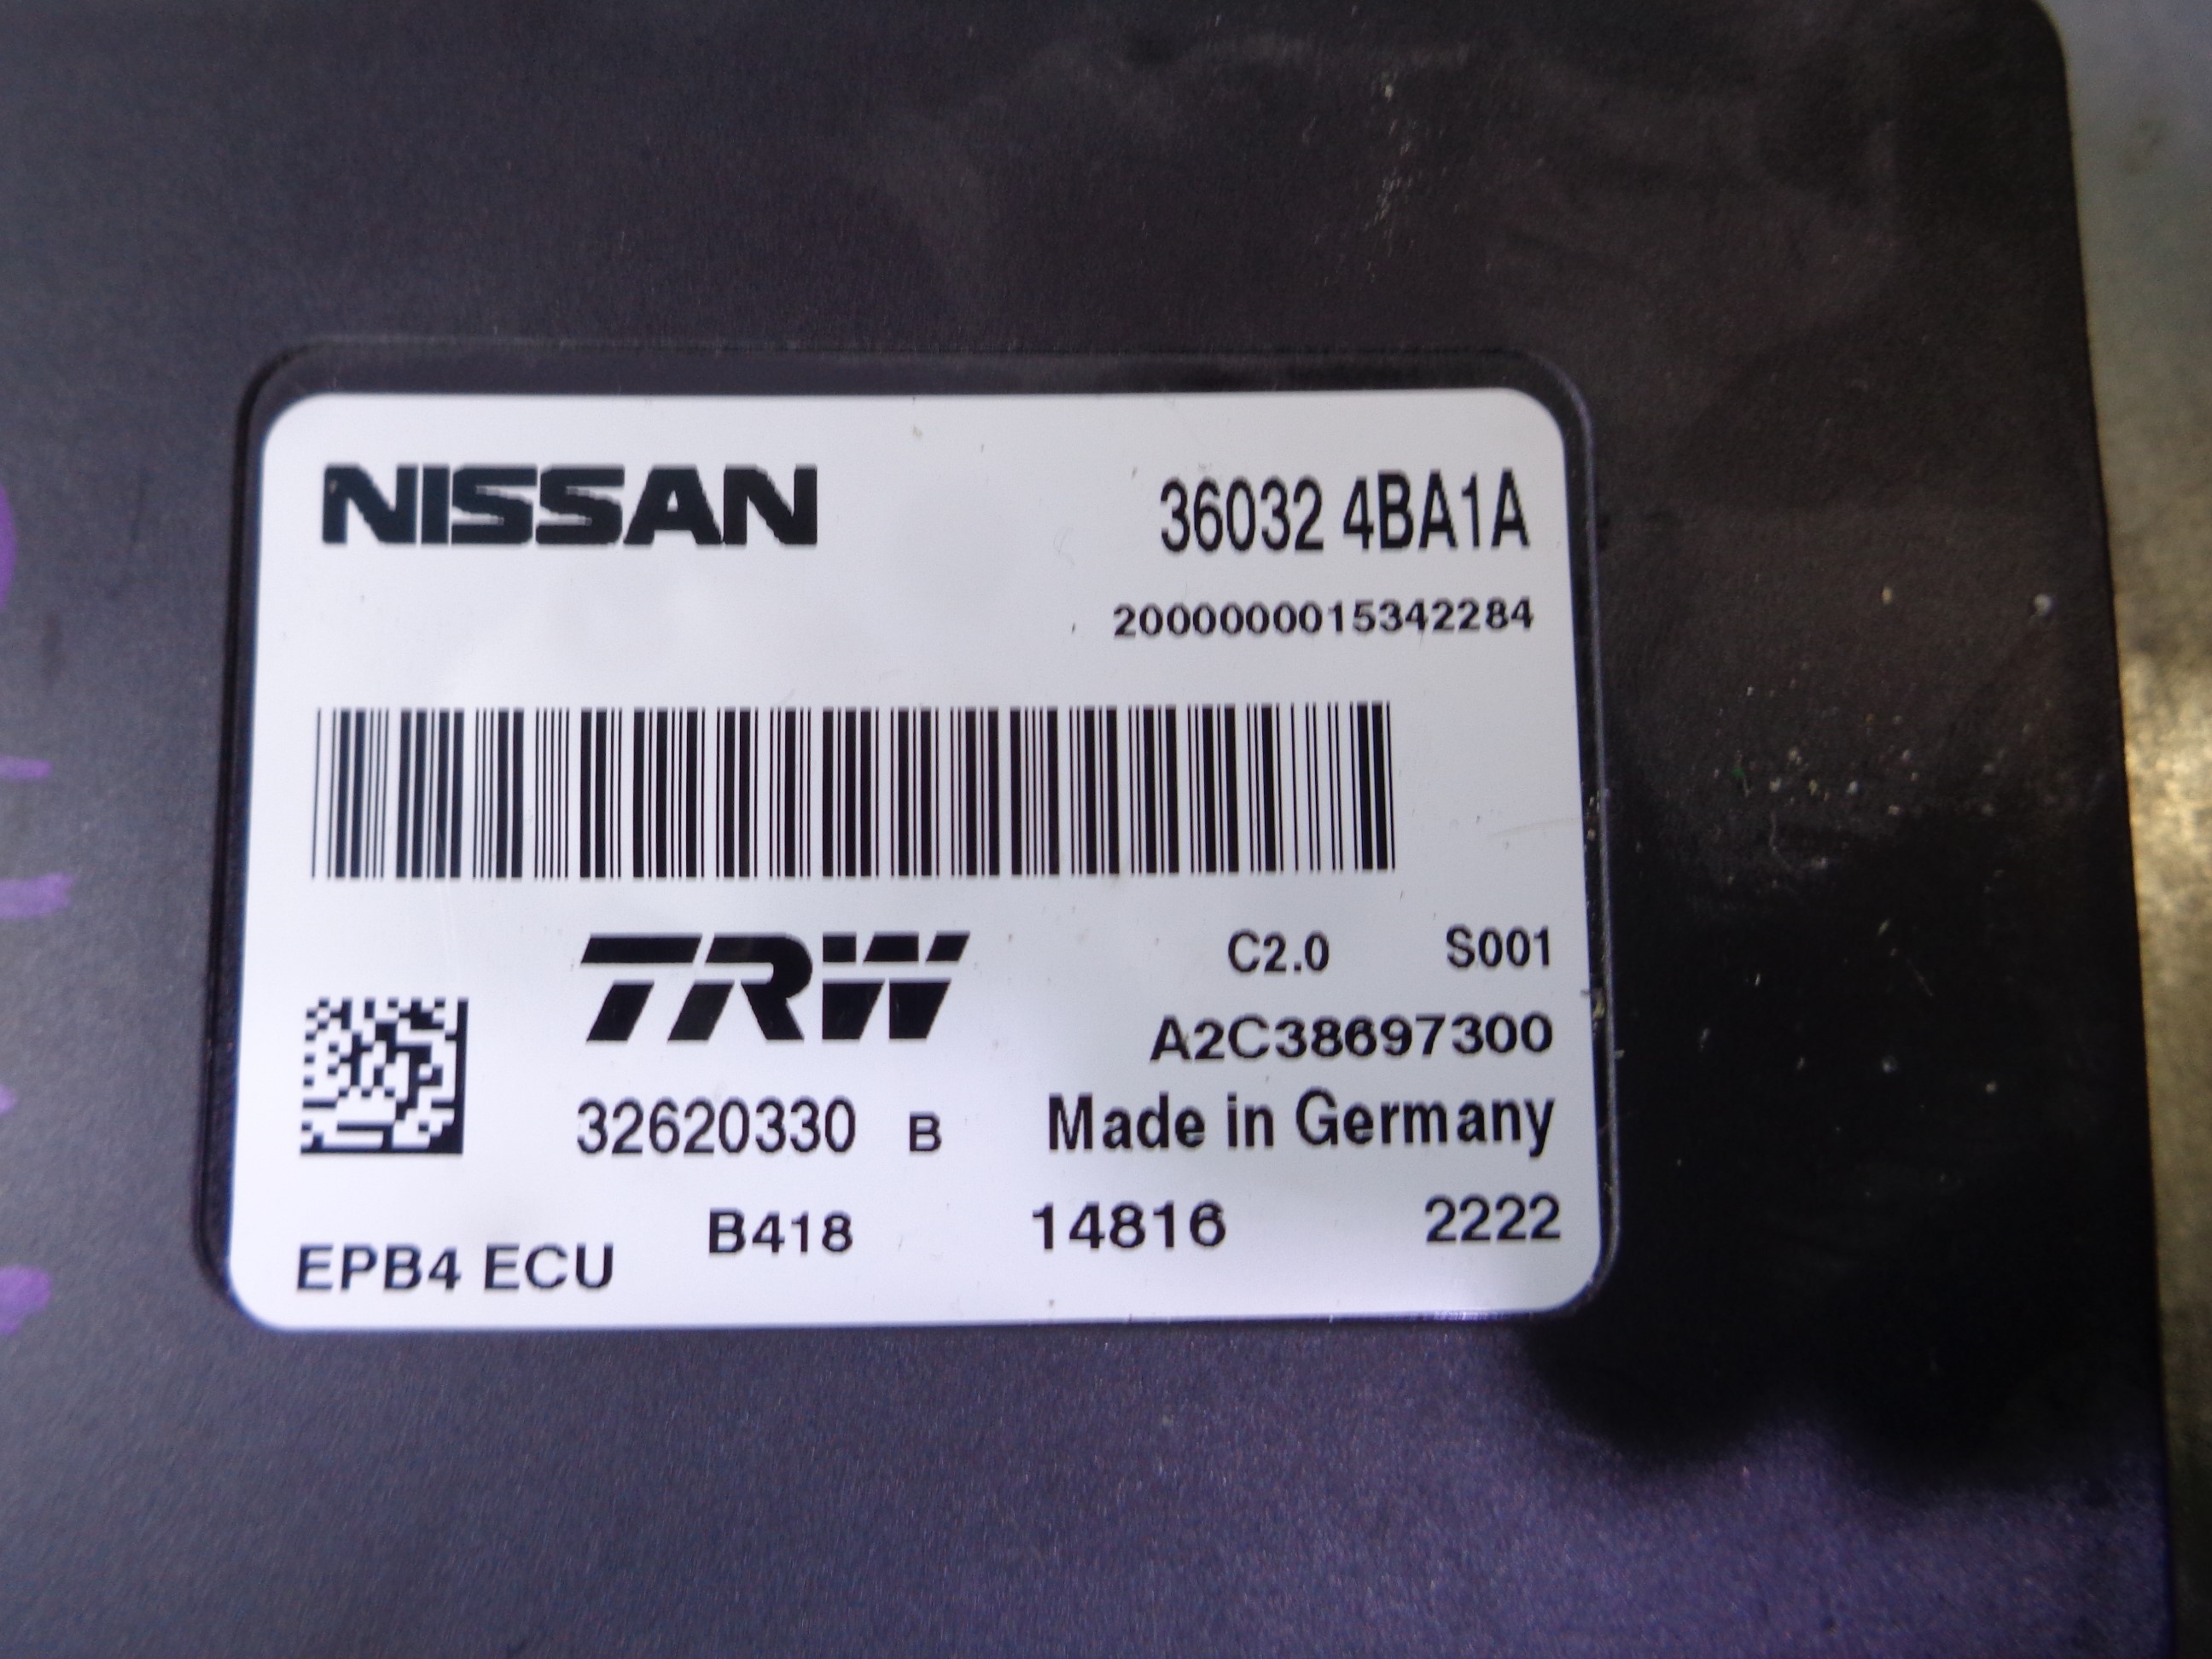 NISSAN 36032 4BA1A
2000000015342284
TRW C2.0 S001
A2C38697300
32620330 B Made in Germany
B418 14816 2222
EPB4 ECU